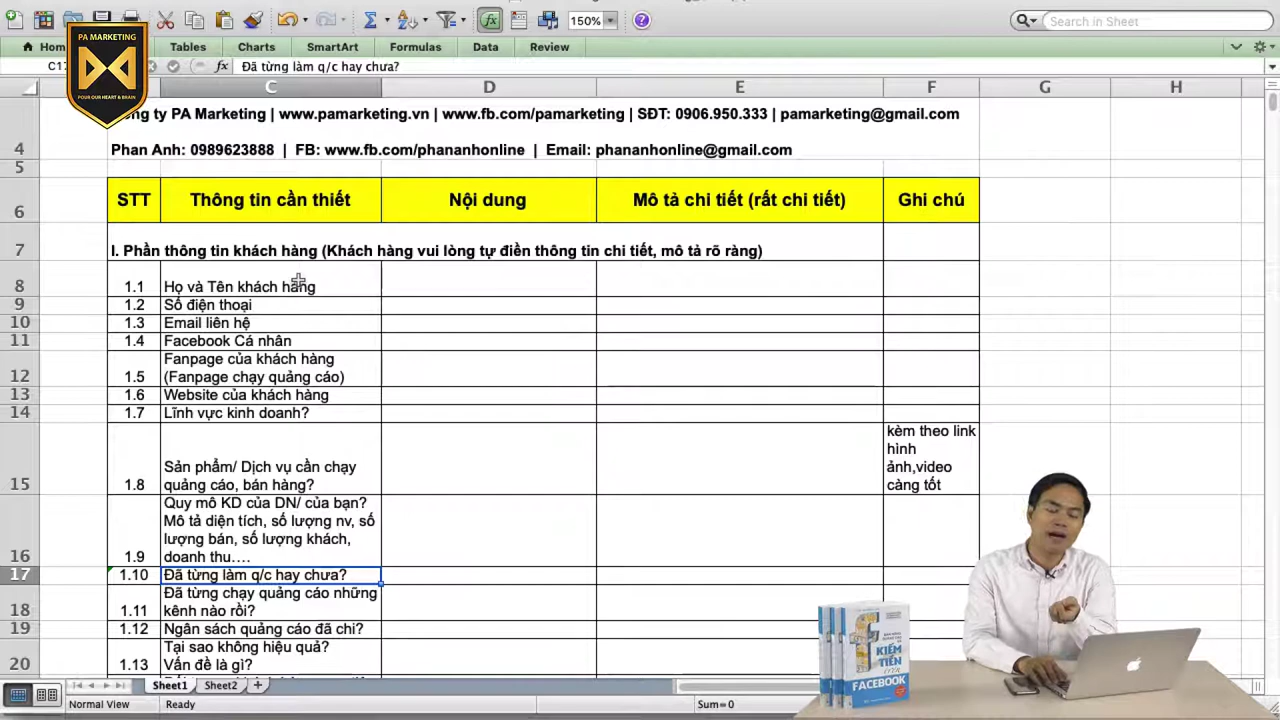 150%
Search in Sheet
PA MARKETING
POUR OUR HEART & BRAIN
Tables
Charts
SmartArt
Formulas
Data
Review
fx
Đã từng làm q/c hay chưa?
C
D
E
F
G
H
ng ty PA Marketing | www.pamarketing.vn | www.fb.com/pamarketing | SĐT: 0906.950.333 | pamarketing@gmail.com
4
Phan Anh: 0989623888 | FB: www.fb.com/phananhonline | Email: phananhonline@gmail.com
5
6
STT
Thông tin cần thiết
Nội dung
Mô tả chi tiết (rất chi tiết)
Ghi chú
7
I. Phần thông tin khách hàng (Khách hàng vui lòng tự điền thông tin chi tiết, mô tả rõ ràng)
8
1.1
Họ và Tên khách hàng
9
1.2
Số điện thoại
10
1.3
Email liên hệ
11
1.4
Facebook Cá nhân
12
1.5
Fanpage của khách hàng
(Fanpage chạy quảng cáo)
13
1.6
Website của khách hàng
14
1.7
Lĩnh vực kinh doanh?
15
1.8
Sản phẩm/ Dịch vụ cần chạy
quảng cáo, bán hàng?
kèm theo link
hình
ảnh,video
càng tốt
16
1.9
Quy mô KD của DN/ của bạn?
Mô tả diện tích, số lượng nv, số
lượng bán, số lượng khách,
doanh thu….
17
1.10
Đã từng làm q/c hay chưa?
18
1.11
Đã từng chạy quảng cáo những
kênh nào rồi?
19
1.12
Ngân sách quảng cáo đã chi?
20
1.13
Tại sao không hiệu quả?
Vấn đề là gì?
KIẾM
TIỀN
FACEBOOK
Sheet1
Sheet2
Normal View
Ready
Sum=0